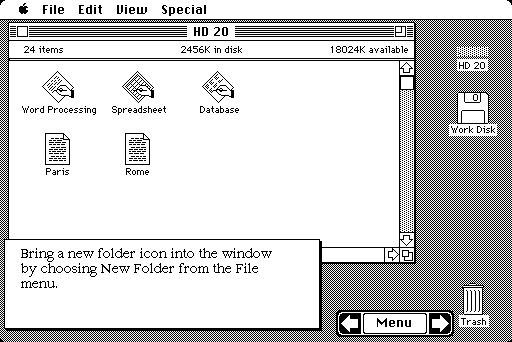 File Edit View Special
HD 20
24 items 2456K in disk 18024K available
Word Processing Spreadsheet Database
Paris Rome
HD 20
Work Disk
Bring a new folder icon into the window
by choosing New Folder from the File
menu.
Menu
Trash